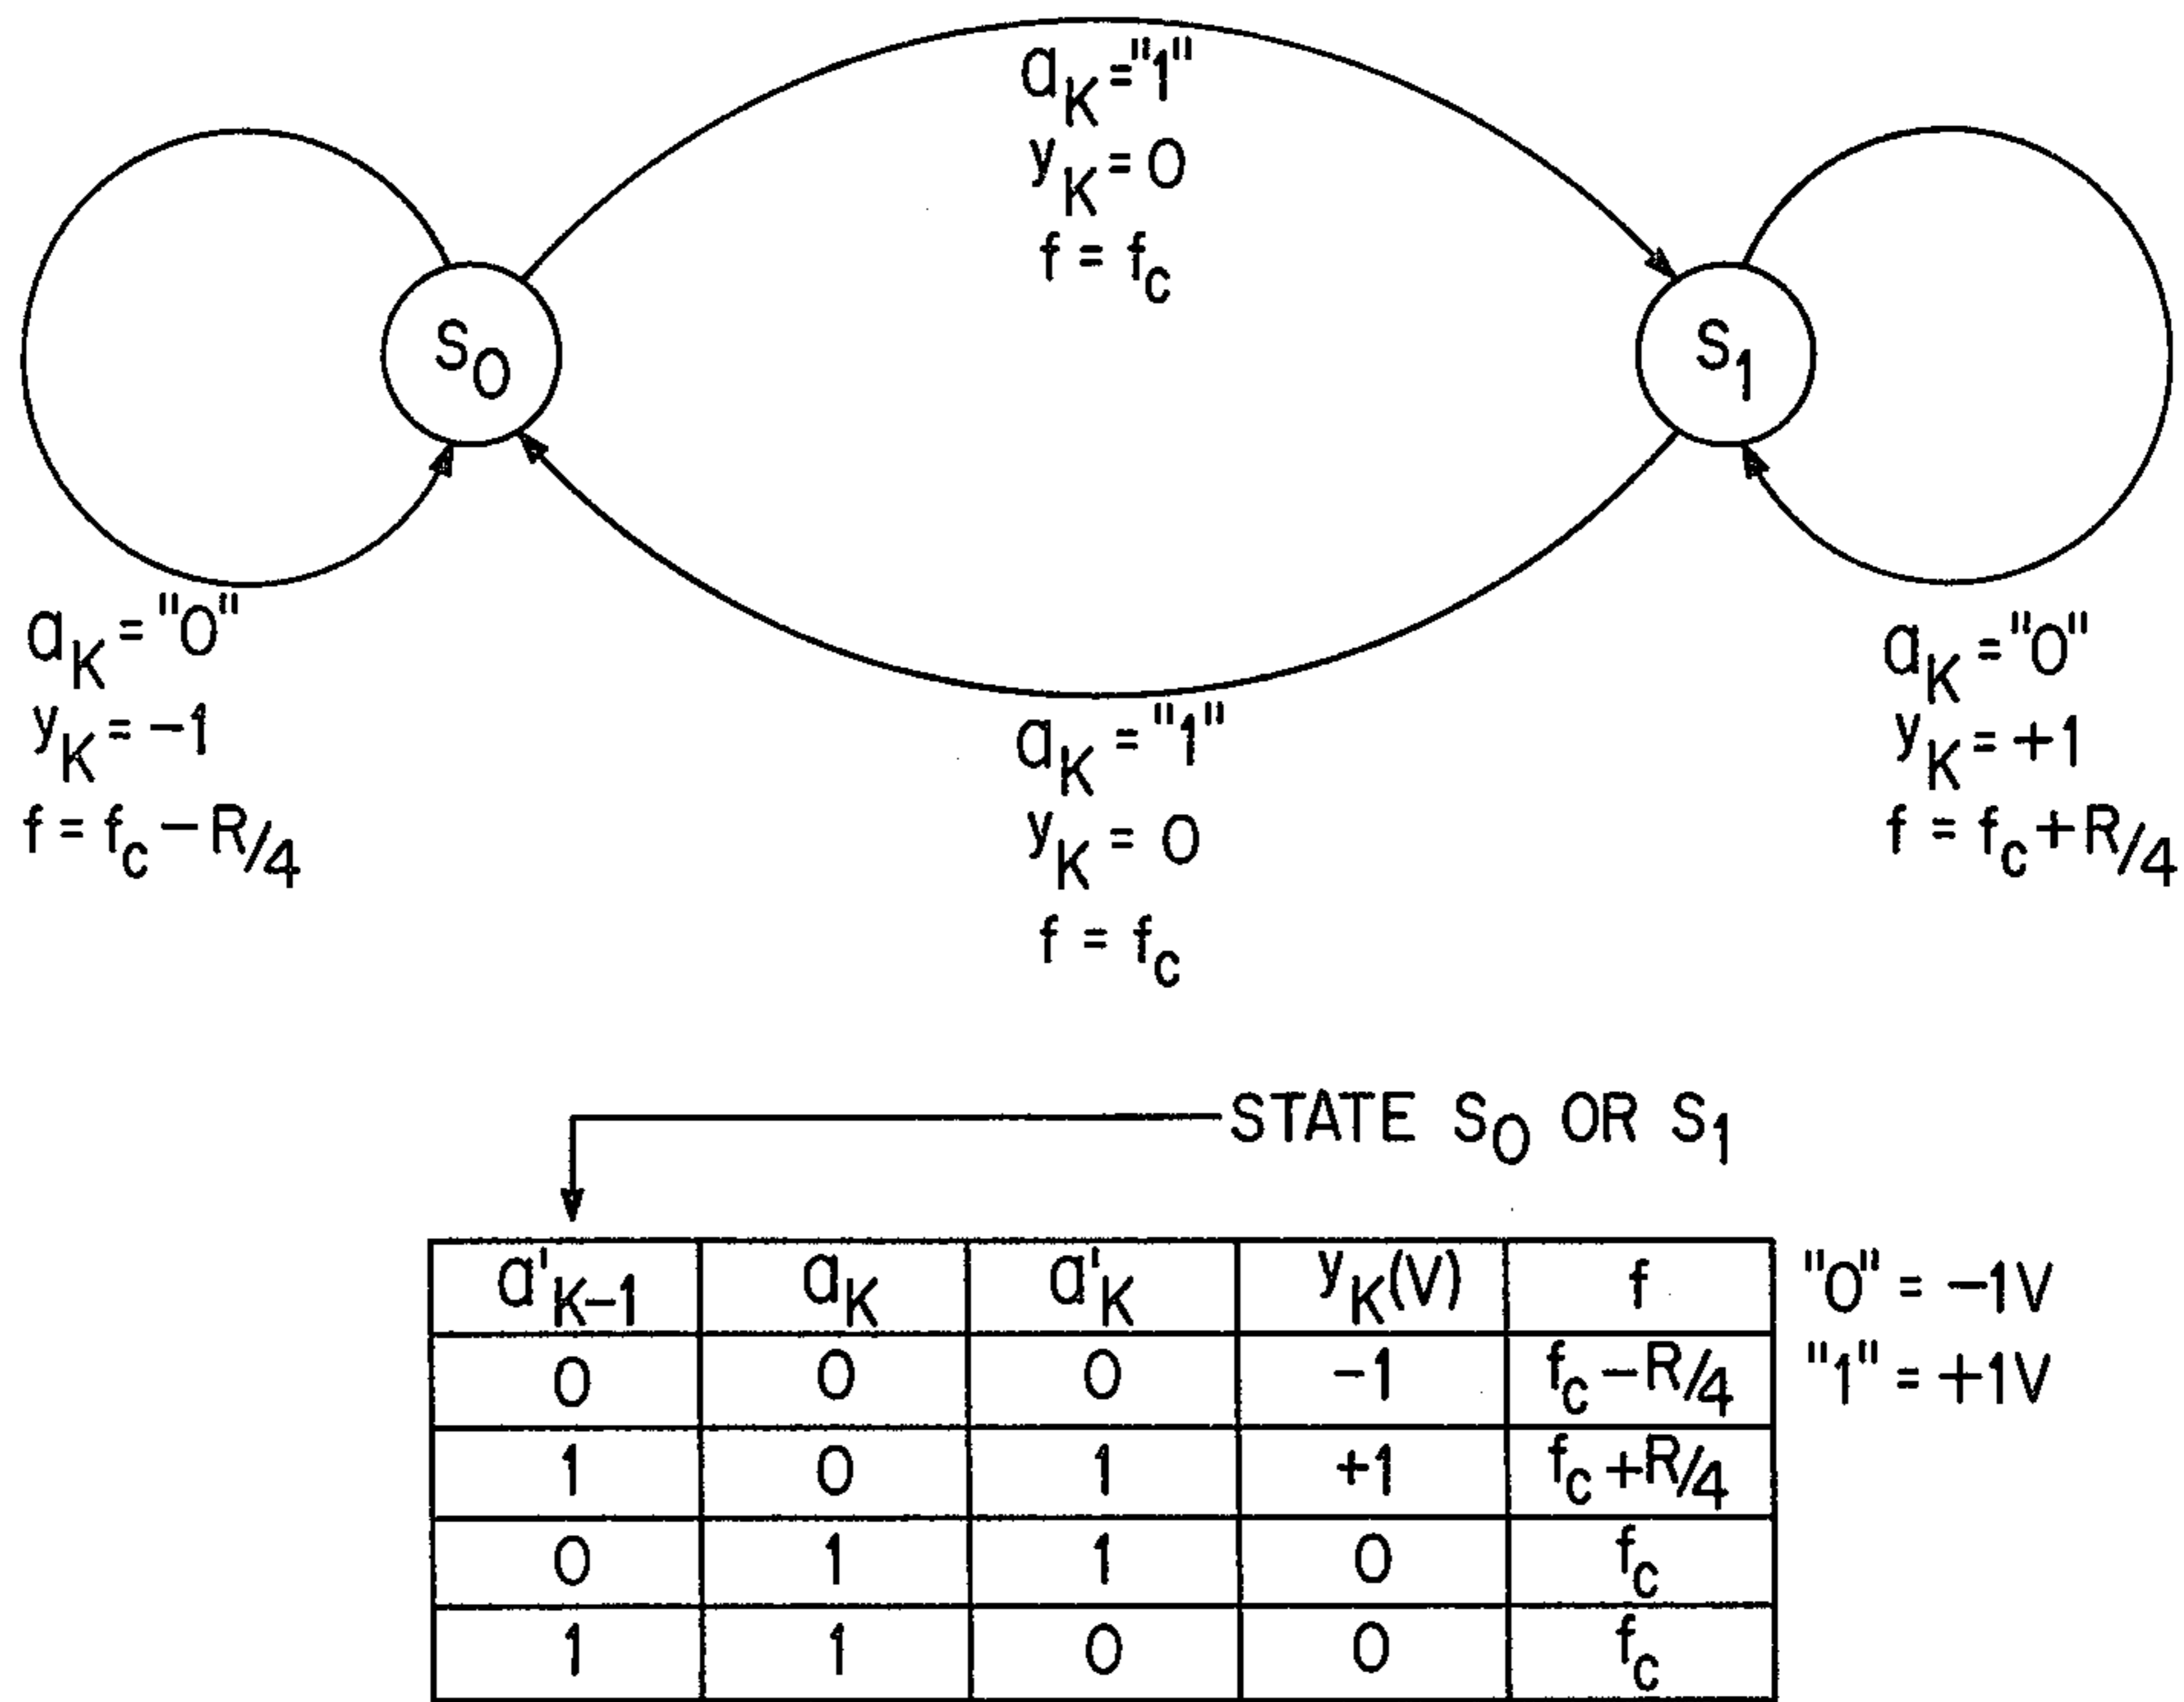 a_K = "1"
y_K = 0
f = f_c
S_0
S_1
a_K = "0"
y_K = -1
f = f_c - R/4
a_K = "1"
y_K = 0
f = f_c
a_K = "0"
y_K = +1
f = f_c + R/4
STATE S_0 OR S_1
a'_{K-1} a_K a'_K y_K(V) f
0 0 0 -1 f_c - R/4
1 0 1 +1 f_c + R/4
0 1 1 0 f_c
1 1 0 0 f_c
"0" = -1V
"1" = +1V